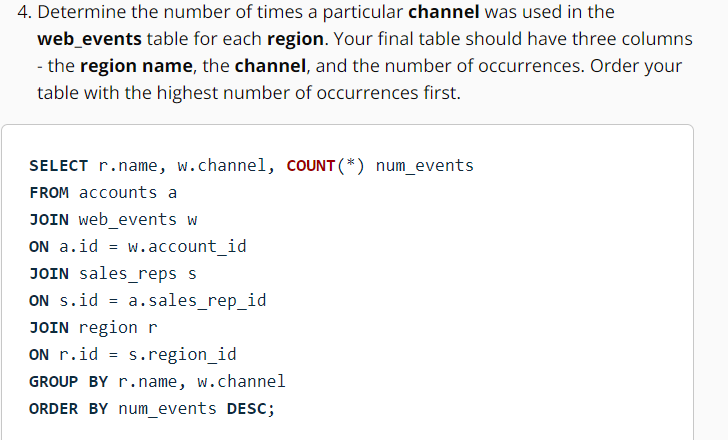 4. Determine the number of times a particular channel was used in the
web_events table for each region. Your final table should have three columns
- the region name, the channel, and the number of occurrences. Order your
table with the highest number of occurrences first.
SELECT r.name, w.channel, COUNT(*) num_events
FROM accounts a
JOIN web_events w
ON a.id = w.account_id
JOIN sales_reps s
ON s.id = a.sales_rep_id
JOIN region r
ON r.id = s.region_id
GROUP BY r.name, w.channel
ORDER BY num_events DESC;